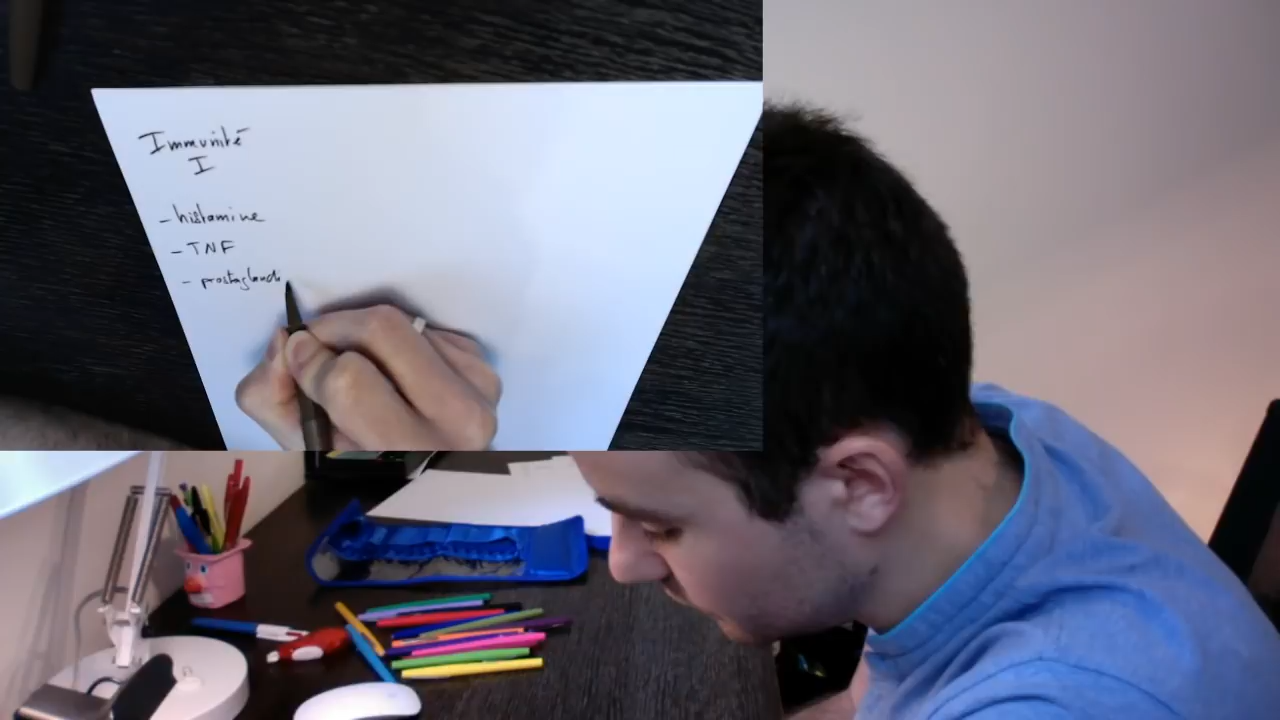 Immunité
I
- histamine
- TNF
- prostagland